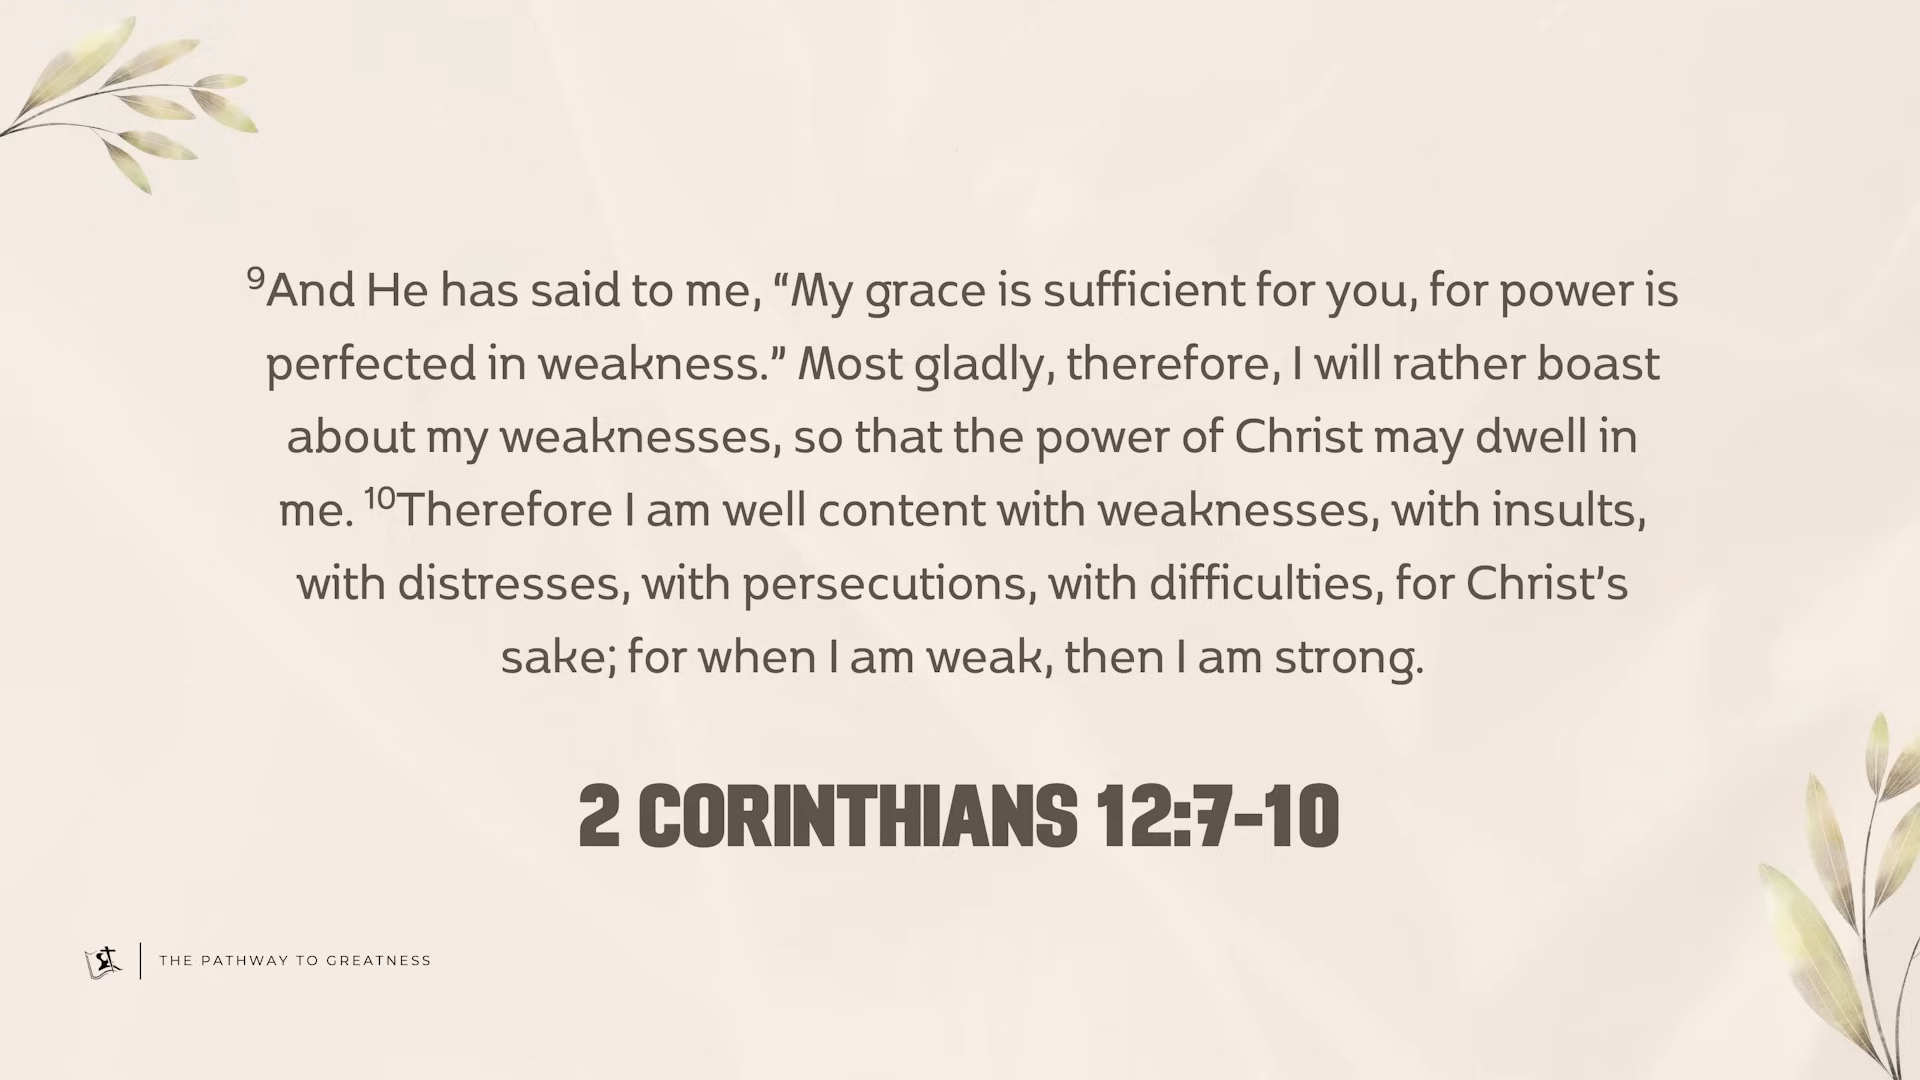 ⁹And He has said to me, “My grace is sufficient for you, for power is
perfected in weakness.” Most gladly, therefore, I will rather boast
about my weaknesses, so that the power of Christ may dwell in
me. ¹⁰Therefore I am well content with weaknesses, with insults,
with distresses, with persecutions, with difficulties, for Christ’s
sake; for when I am weak, then I am strong.
2 CORINTHIANS 12:7-10
THE PATHWAY TO GREATNESS